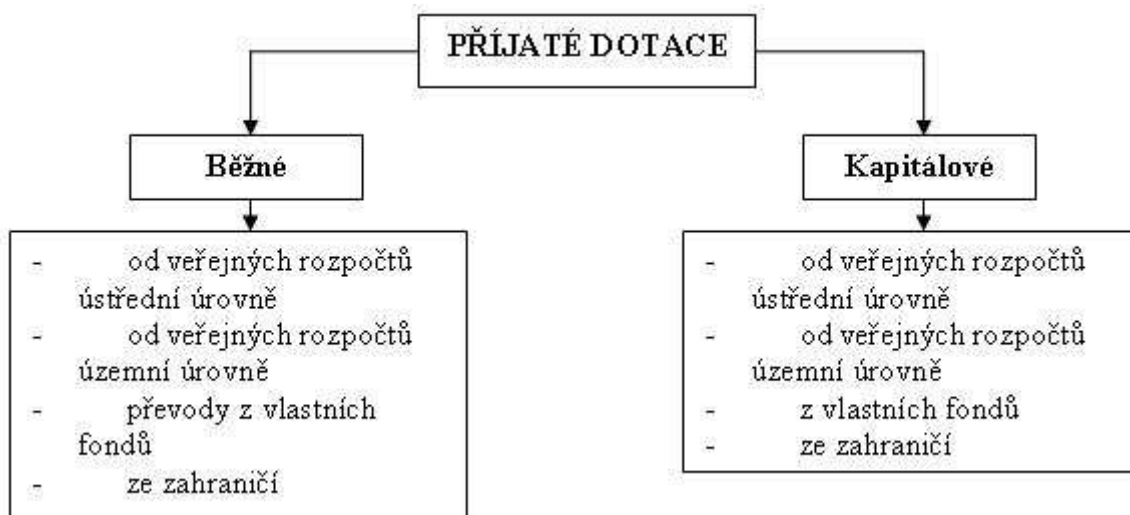 PŘÍJATÉ DOTACE
Běžné
- od veřejných rozpočtů
ústřední úrovně
- od veřejných rozpočtů
územní úrovně
- převody z vlastních
fondů
- ze zahraničí
Kapitálové
- od veřejných rozpočtů
ústřední úrovně
- od veřejných rozpočtů
územní úrovně
- z vlastních fondů
- ze zahraničí